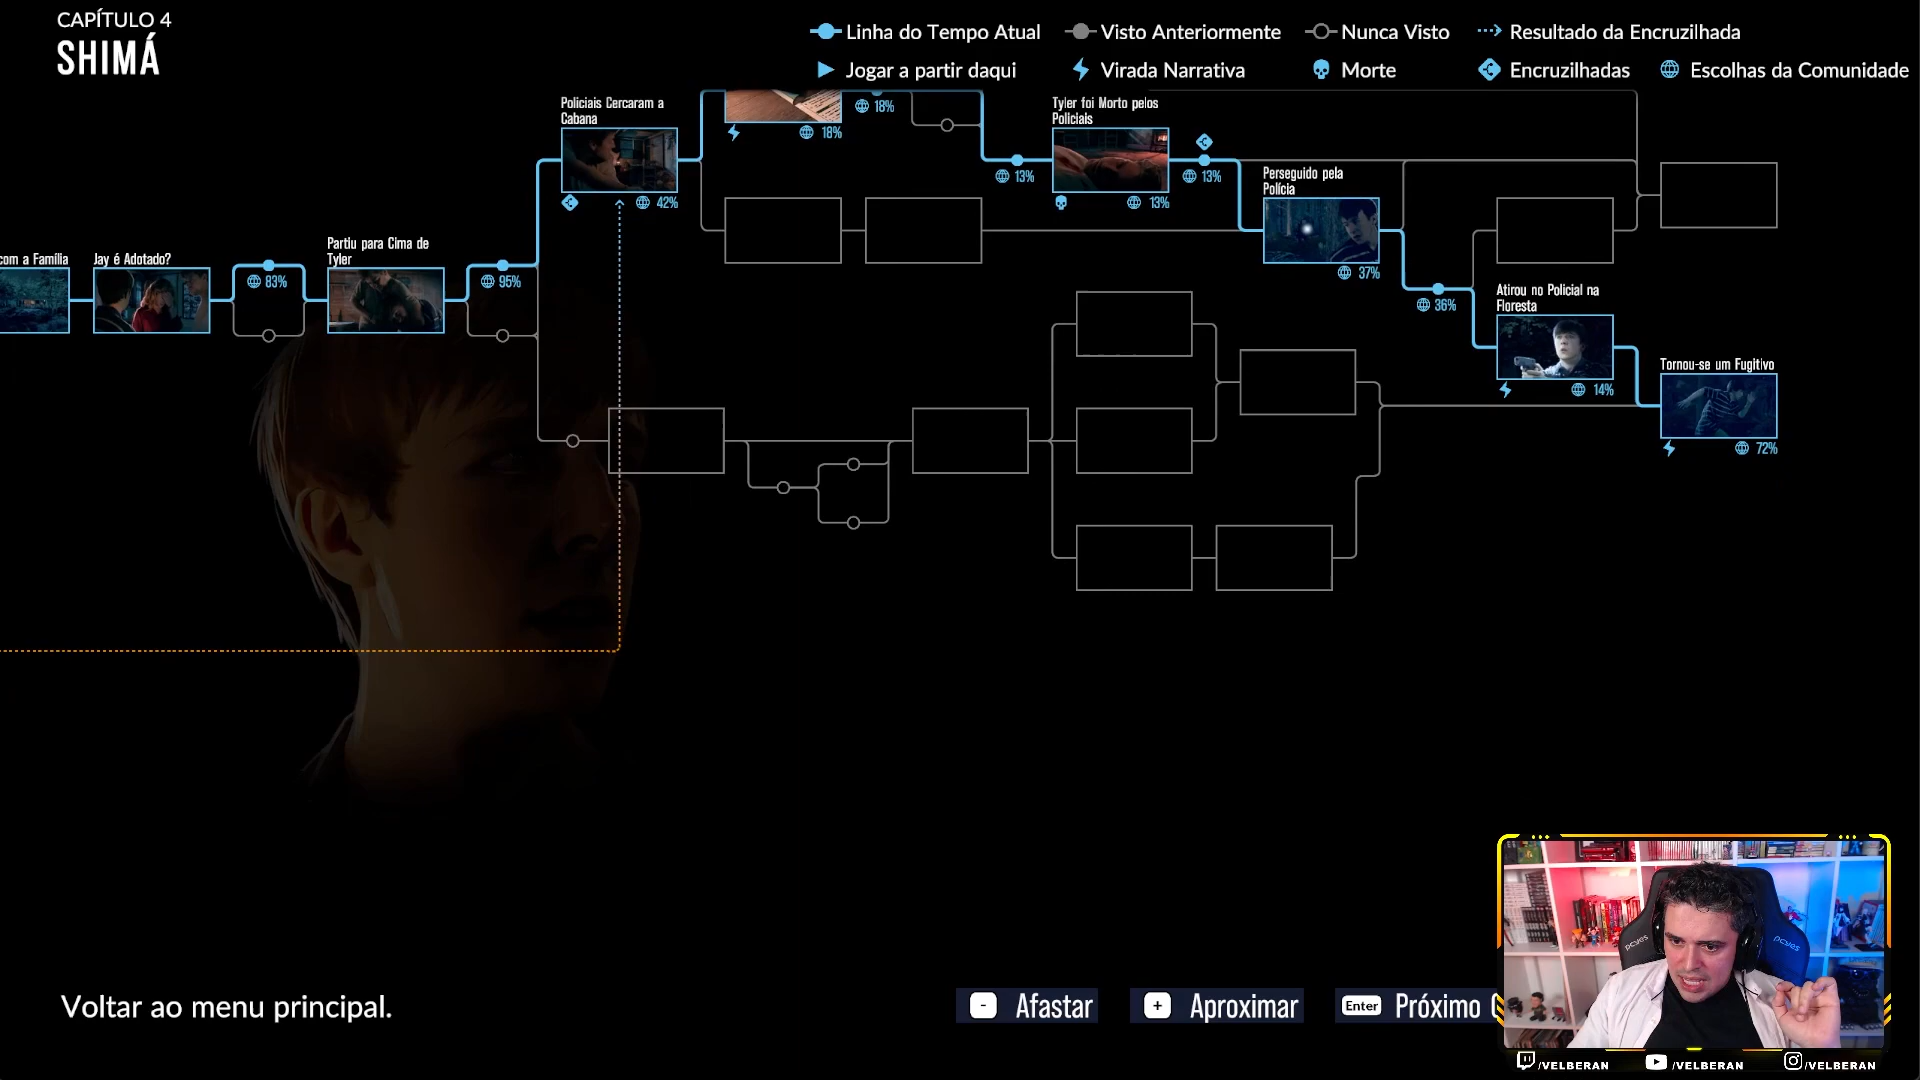 CAPÍTULO 4
SHIMÁ
Linha do Tempo Atual
Visto Anteriormente
Nunca Visto
Resultado da Encruzilhada
Jogar a partir daqui
Virada Narrativa
Morte
Encruzilhadas
Escolhas da Comunidade
Policiais Cercaram a
Cabana
42%
18%
18%
13%
Tyler foi Morto pelos
Policiais
13%
13%
Perseguido pela
Polícia
37%
36%
com a Família
Jay é Adotado?
83%
Partiu para Cima de
Tyler
95%
Atirou no Policial na
Floresta
14%
Tornou-se um Fugitivo
72%
Voltar ao menu principal.
- Afastar
+ Aproximar
Enter Próximo
pcyes
pcyes
/VELBERAN
/VELBERAN
/VELBERAN